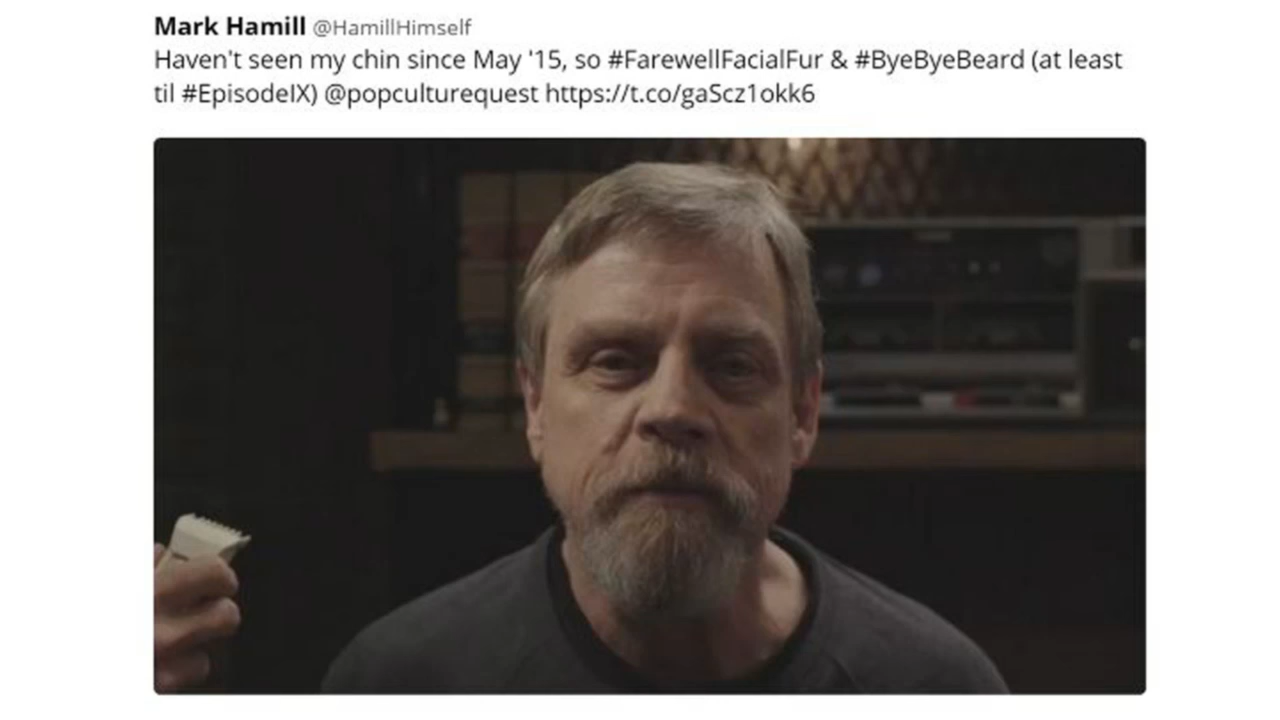 Mark Hamill @HamillHimself
Haven't seen my chin since May '15, so #FarewellFacialFur & #ByeByeBeard (at least
til #EpisodeIX) @popculturequest https://t.co/gaScz1okk6